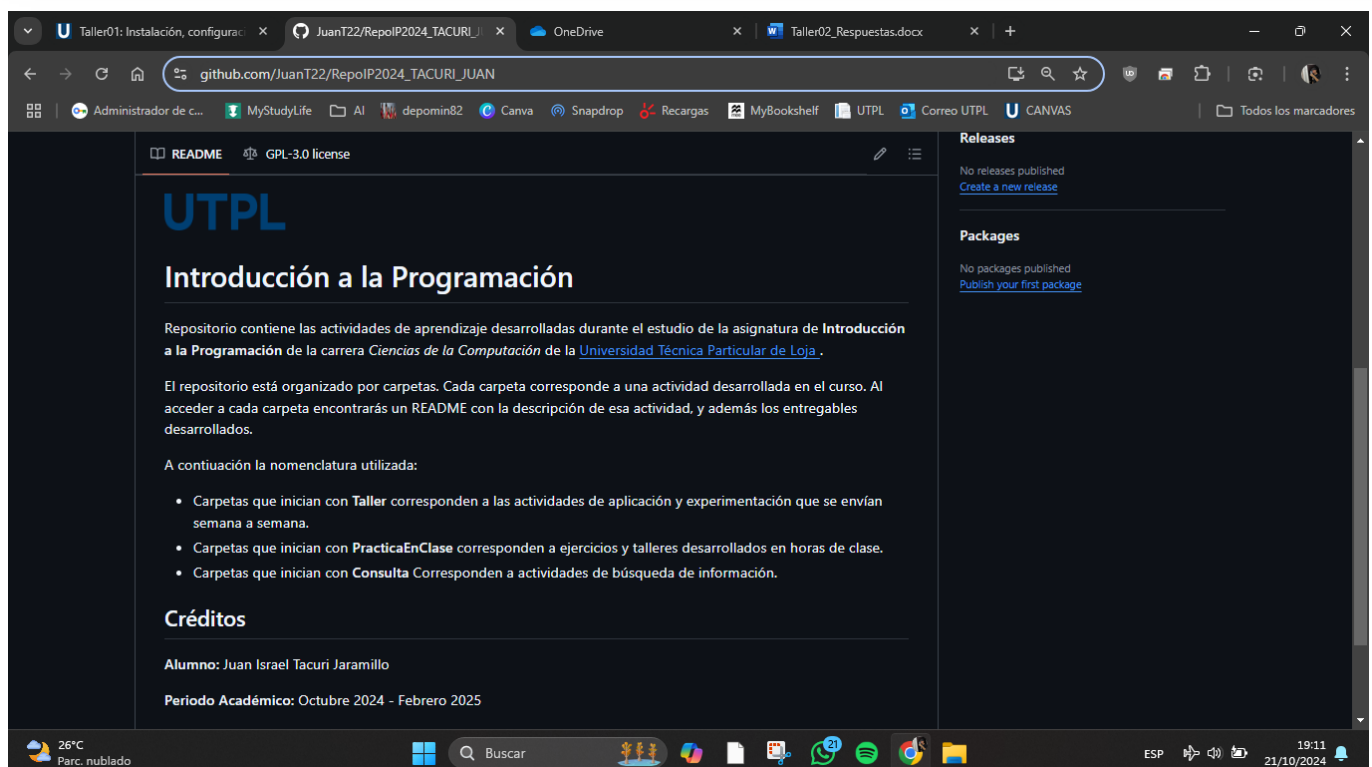 Taller01: Instalación, configuraci
JuanT22/RepoIP2024_TACURI_J
OneDrive
Taller02_Respuestas.docx
github.com/JuanT22/RepoIP2024_TACURI_JUAN
Administrador de c...
MyStudyLife
AI
depomin82
Canva
Snapdrop
Recargas
MyBookshelf
UTPL
Correo UTPL
CANVAS
Todos los marcadores
README
GPL-3.0 license
UTPL
Introducción a la Programación
Repositorio contiene las actividades de aprendizaje desarrolladas durante el estudio de la asignatura de Introducción
a la Programación de la carrera Ciencias de la Computación de la Universidad Técnica Particular de Loja .
El repositorio está organizado por carpetas. Cada carpeta corresponde a una actividad desarrollada en el curso. Al
acceder a cada carpeta encontrarás un README con la descripción de esa actividad, y además los entregables
desarrollados.
A contiuación la nomenclatura utilizada:
• Carpetas que inician con Taller corresponden a las actividades de aplicación y experimentación que se envían
semana a semana.
• Carpetas que inician con PracticaEnClase corresponden a ejercicios y talleres desarrollados en horas de clase.
• Carpetas que inician con Consulta Corresponden a actividades de búsqueda de información.
Créditos
Alumno: Juan Israel Tacuri Jaramillo
Periodo Académico: Octubre 2024 - Febrero 2025
Releases
No releases published
Create a new release
Packages
No packages published
Publish your first package
26°C
Parc. nublado
Buscar
21
ESP
19:11
21/10/2024